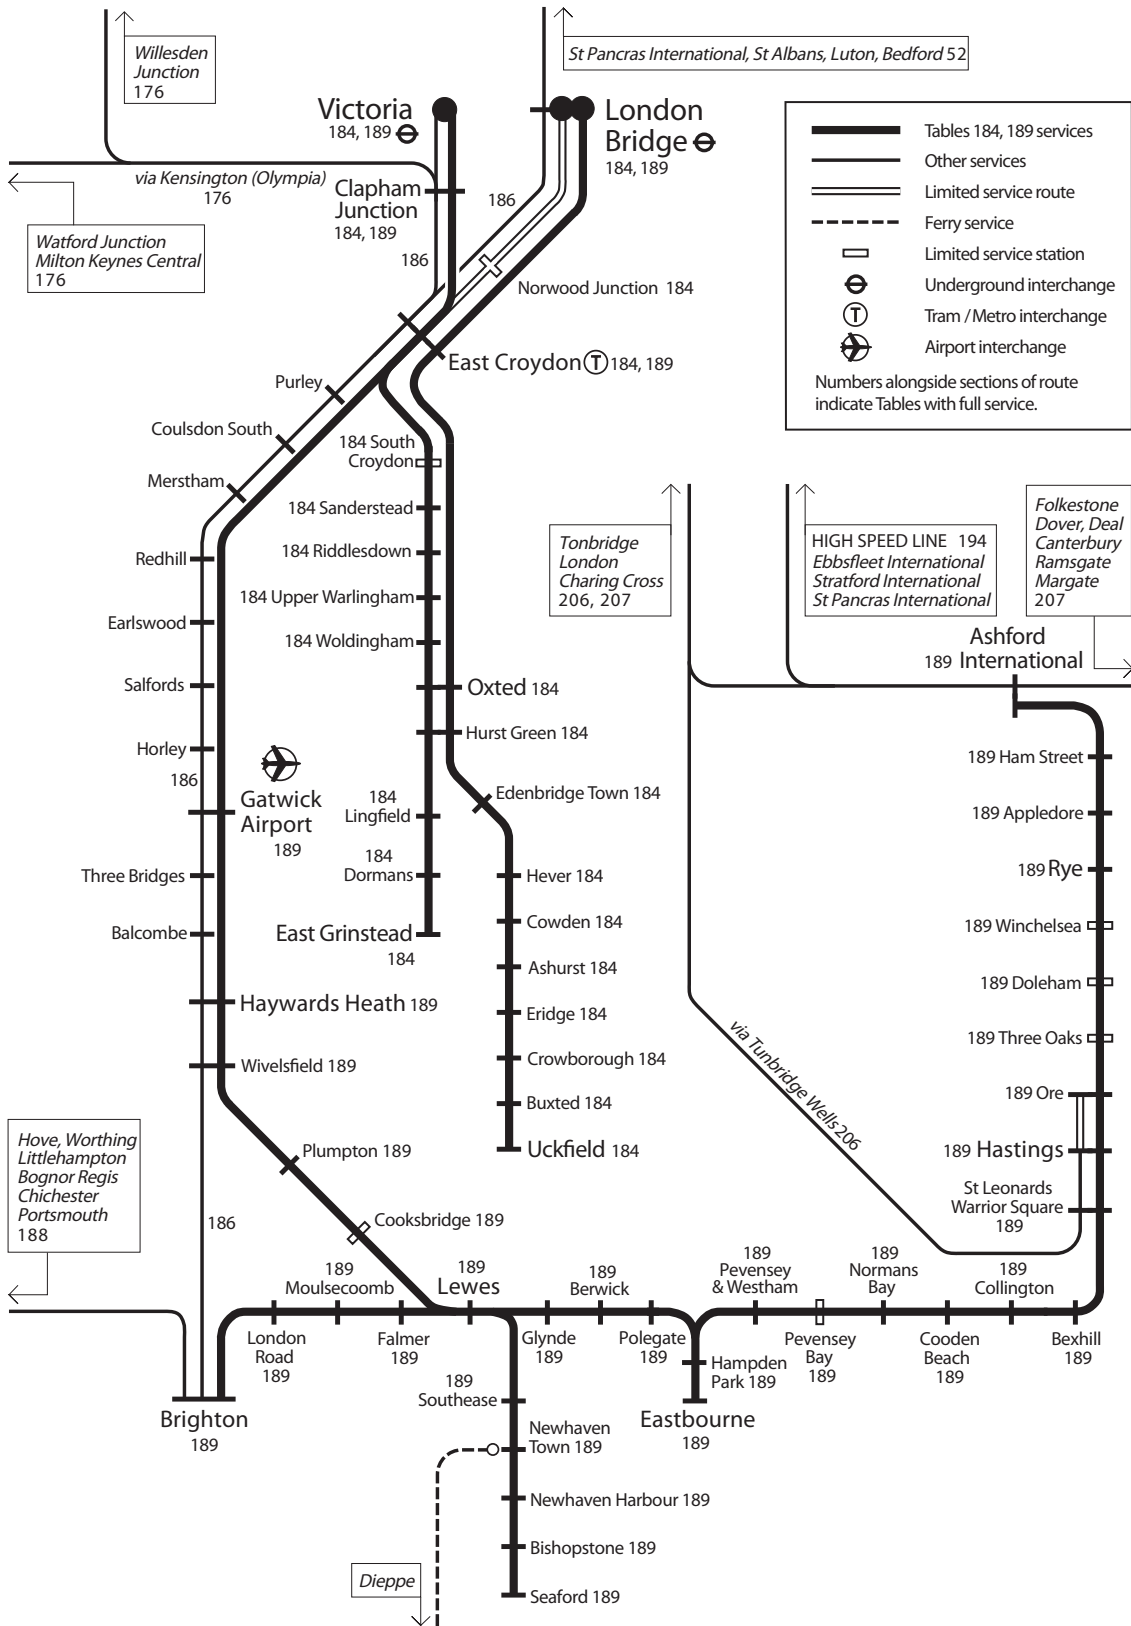 Willesden
Junction
176
St Pancras International, St Albans, Luton, Bedford 52
Victoria
184, 189
London
Bridge
184, 189
Tables 184, 189 services
Other services
Limited service route
Ferry service
Limited service station
Underground interchange
T Tram / Metro interchange
Airport interchange
Numbers alongside sections of route
indicate Tables with full service.
via Kensington (Olympia)
176
Clapham
Junction
184, 189
186
186
Watford Junction
Milton Keynes Central
176
Norwood Junction 184
East Croydon T 184, 189
Purley
Coulsdon South
Merstham
Redhill
Earlswood
Salfords
Horley
186
Gatwick
Airport
189
Three Bridges
Balcombe
Haywards Heath 189
Wivelsfield 189
184 South
Croydon
184 Sanderstead
184 Riddlesdown
184 Upper Warlingham
184 Woldingham
Oxted 184
Hurst Green 184
184
Lingfield
184
Dormans
East Grinstead
184
Edenbridge Town 184
Hever 184
Cowden 184
Ashurst 184
Eridge 184
Crowborough 184
Buxted 184
Uckfield 184
Tonbridge
London
Charing Cross
206, 207
HIGH SPEED LINE 194
Ebbsfleet International
Stratford International
St Pancras International
Folkestone
Dover, Deal
Canterbury
Ramsgate
Margate
207
Ashford
189 International
189 Ham Street
189 Appledore
189 Rye
189 Winchelsea
189 Doleham
189 Three Oaks
189 Ore
189 Hastings
St Leonards
Warrior Square
189
via Tunbridge Wells 206
Hove, Worthing
Littlehampton
Bognor Regis
Chichester
Portsmouth
188
186
Plumpton 189
Cooksbridge 189
189
Moulsecoomb
189
Lewes
189
Berwick
189
Pevensey
& Westham
189
Normans
Bay
189
Collington
London
Road
189
Falmer
189
Glynde
189
Polegate
189
Hampden
Park 189
Pevensey
Bay
189
Cooden
Beach
189
Bexhill
189
Brighton
189
Eastbourne
189
189
Southease
Newhaven
Town 189
Newhaven Harbour 189
Bishopstone 189
Seaford 189
Dieppe